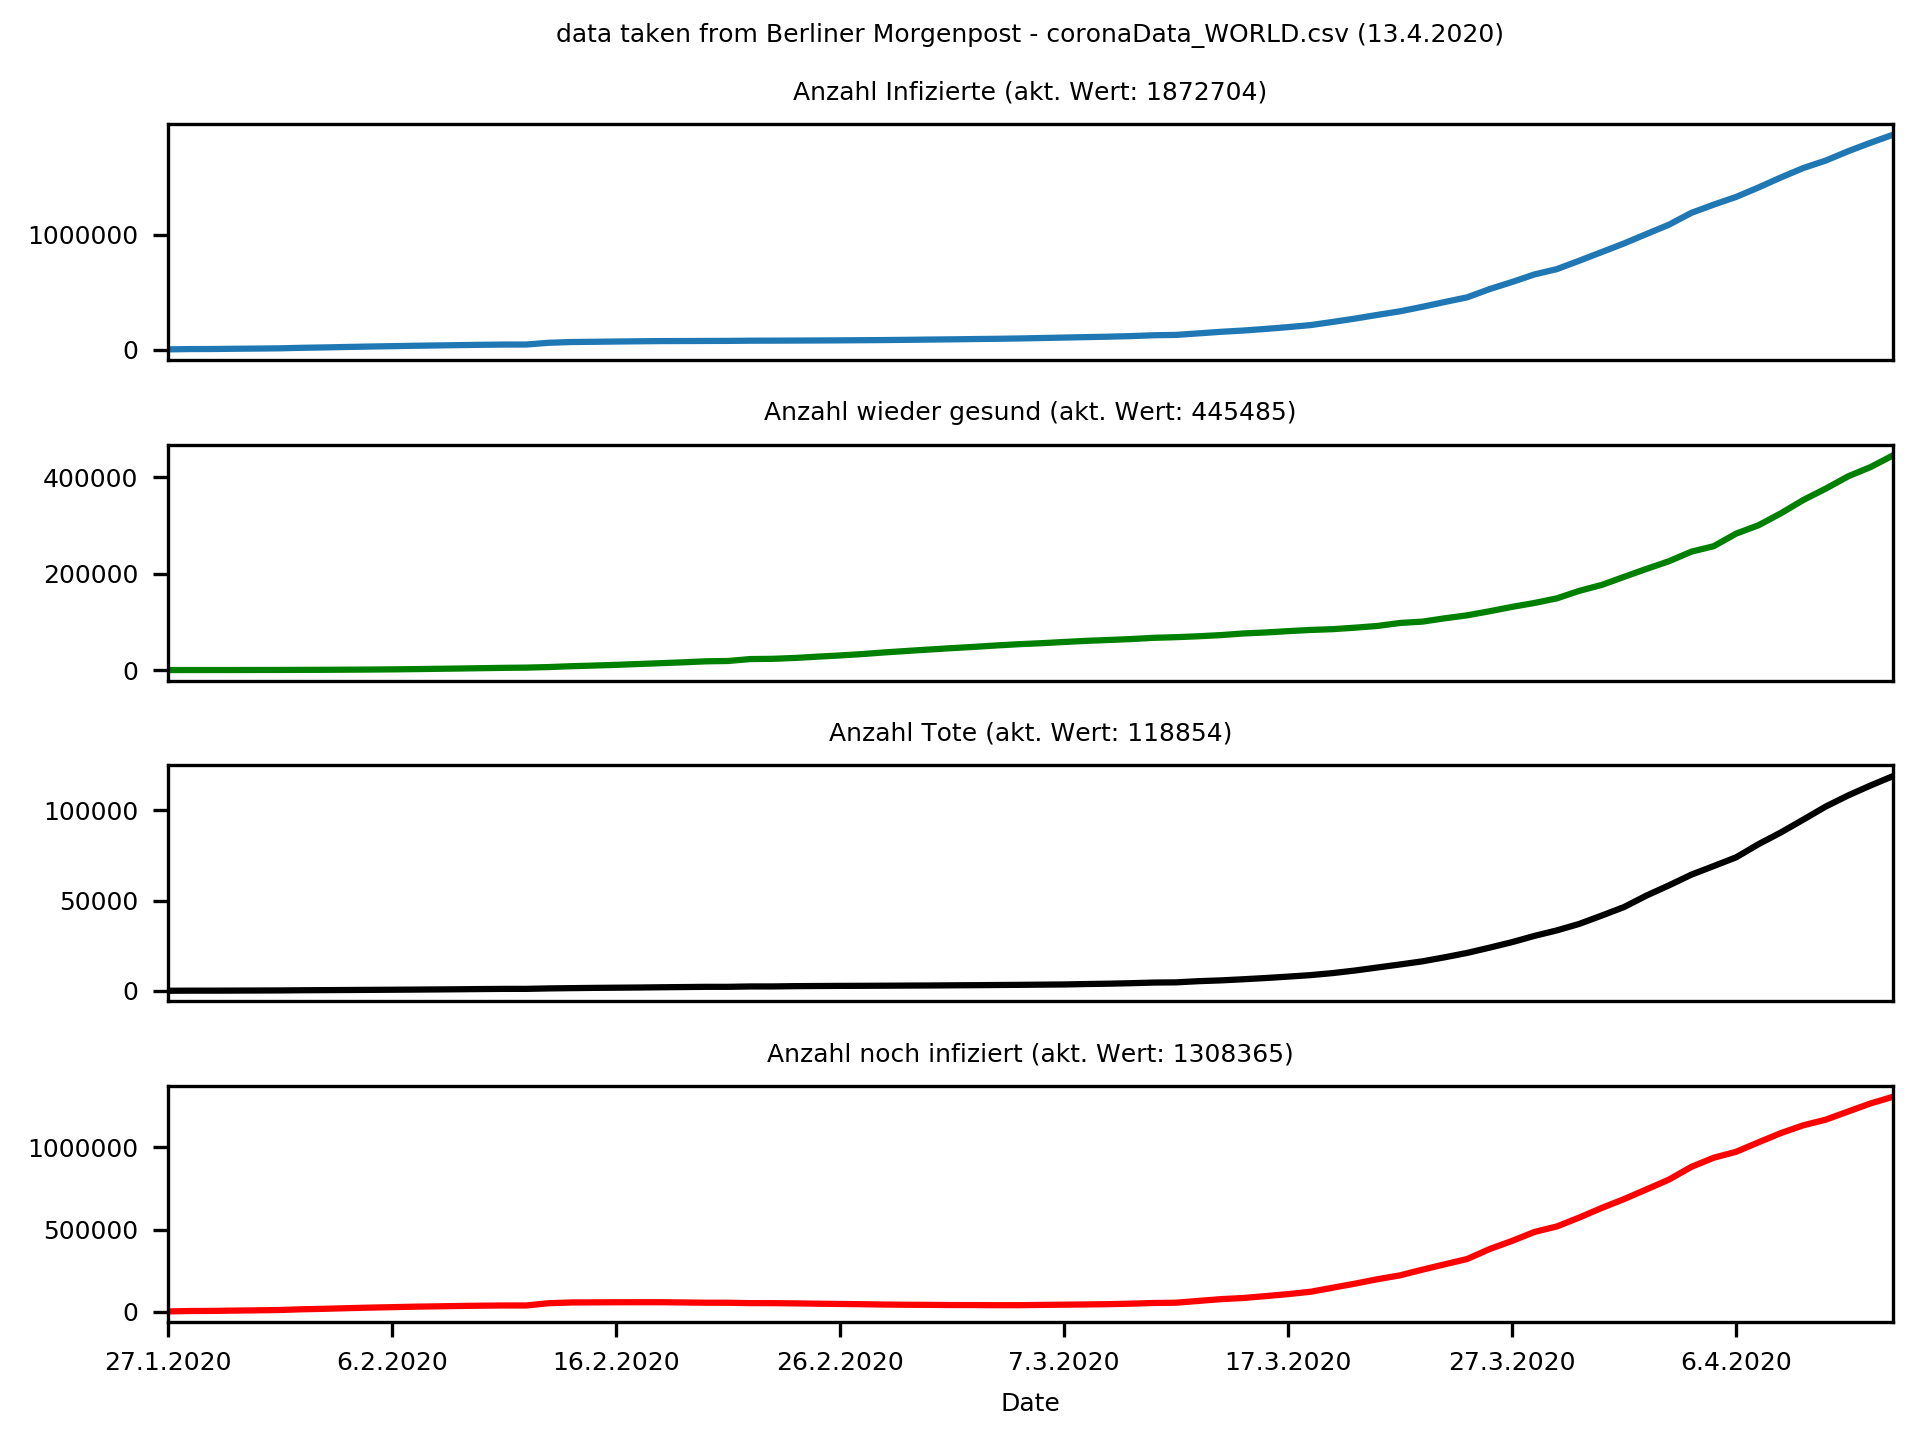 data taken from Berliner Morgenpost - coronaData_WORLD.csv (13.4.2020)
Anzahl Infizierte (akt. Wert: 1872704)
1000000
0
Anzahl wieder gesund (akt. Wert: 445485)
400000
200000
0
Anzahl Tote (akt. Wert: 118854)
100000
50000
0
Anzahl noch infiziert (akt. Wert: 1308365)
1000000
500000
0
27.1.2020 6.2.2020 16.2.2020 26.2.2020 7.3.2020 17.3.2020 27.3.2020 6.4.2020
Date